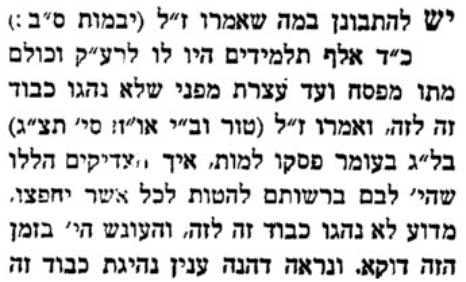 יש להתבונן במה שאמרו ז״ל (יבמות ס״ב:)
כ״ד אלף תלמידים היו לו לרע״ק וכולם
מתו מפסח ועד עצרת מפני שלא נהגו כבוד
זה לזה, ואמרו ז״ל (טור וב״י או״ח סי׳ תצ״ג)
בל״ג בעומר פסקו למות, איך הצדיקים הללו
שהי׳ לבם ברשותם להטות לכל אשר יחפצו,
מדוע לא נהגו כבוד זה לזה, והעונש הי׳ בזמן
הזה דוקא. ונראה דהנה ענין נהיגת כבוד זה